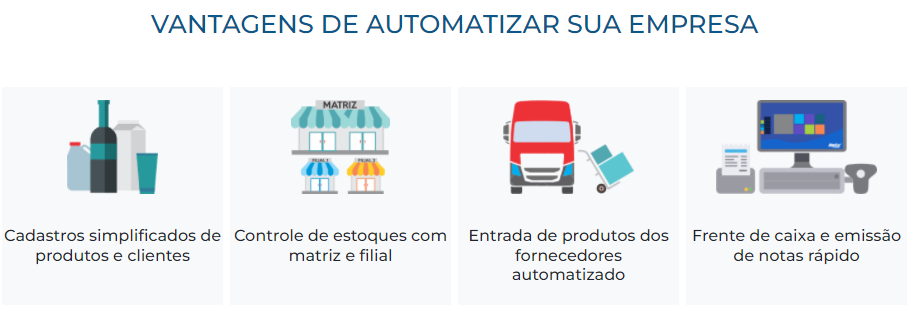 VANTAGENS DE AUTOMATIZAR SUA EMPRESA
MATRIZ
Cadastros simplificados de
produtos e clientes
Controle de estoques com
matriz e filial
Entrada de produtos dos
fornecedores
automatizado
Frente de caixa e emissão
de notas rápido